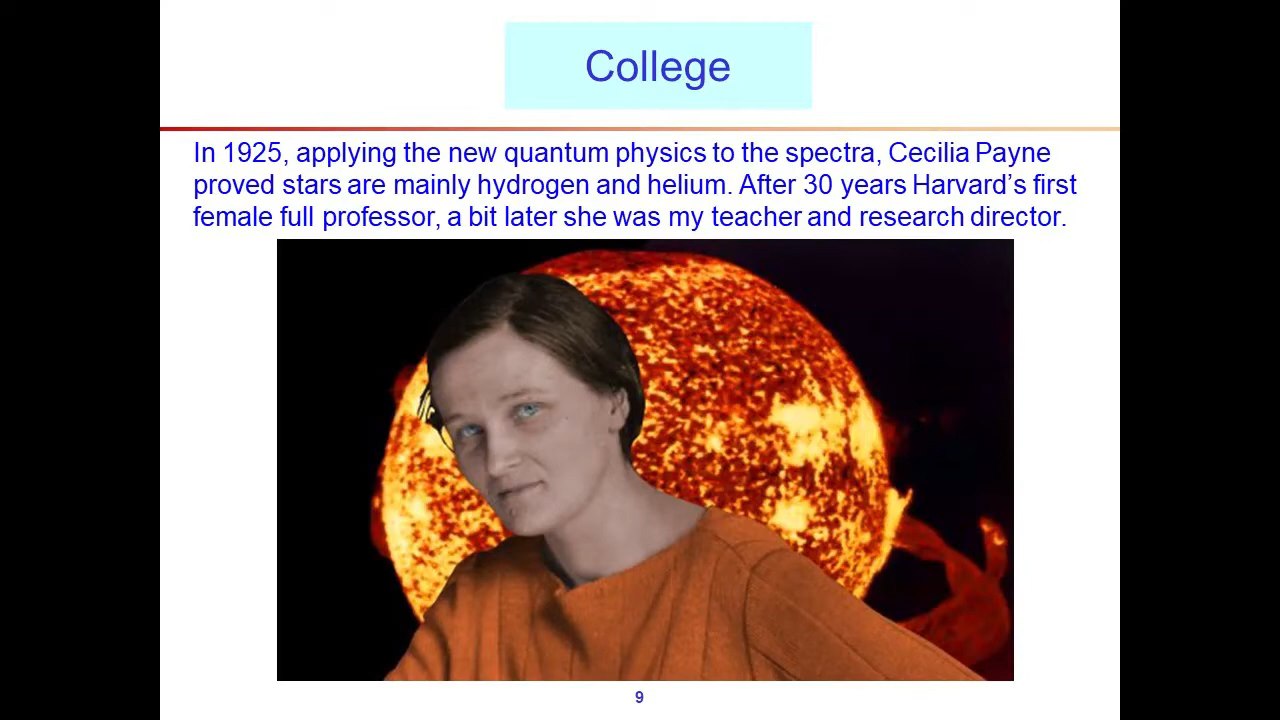 College
In 1925, applying the new quantum physics to the spectra, Cecilia Payne
proved stars are mainly hydrogen and helium. After 30 years Harvard’s first
female full professor, a bit later she was my teacher and research director.
9